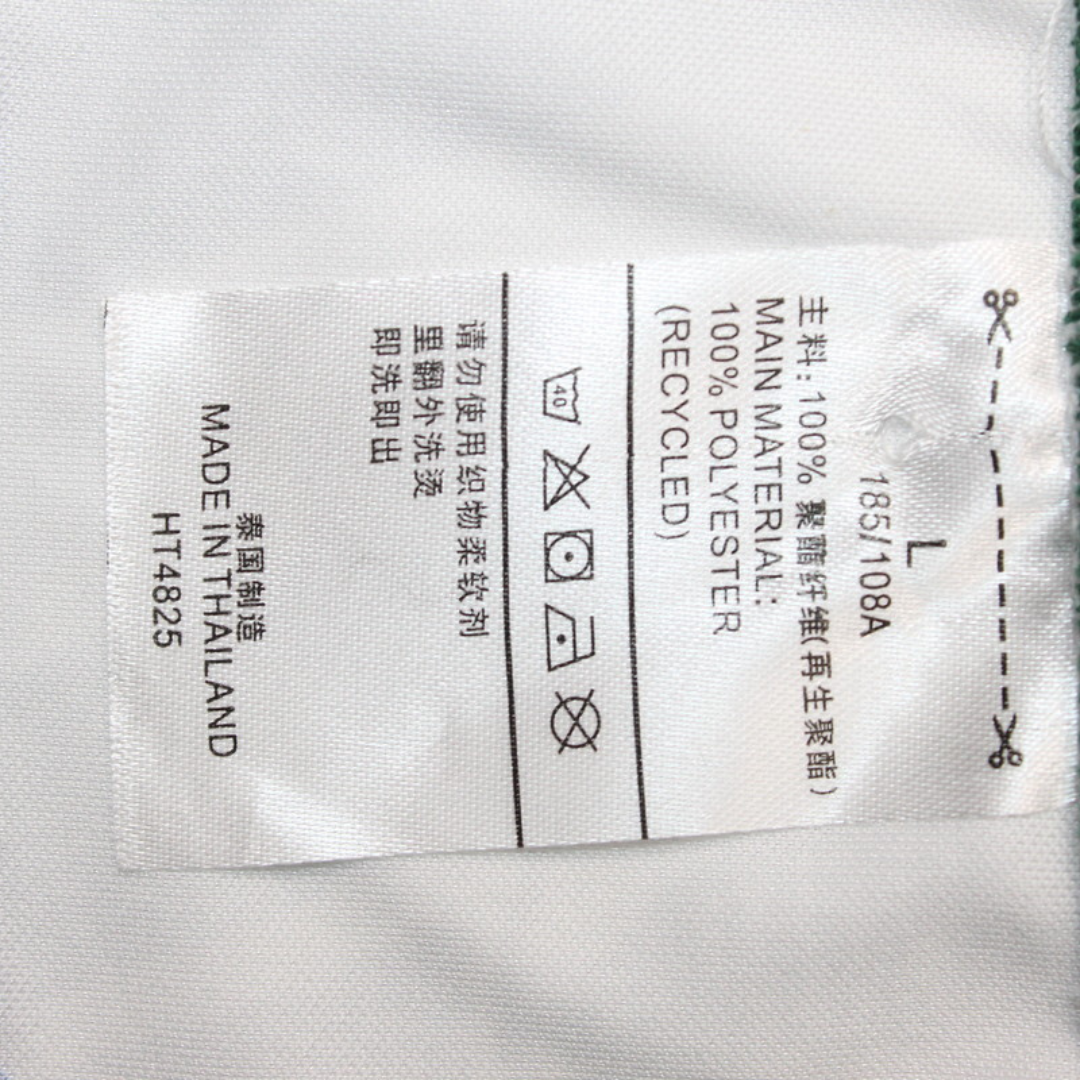 L
185/108A
主料: 100% 聚酯纤维(再生聚酯)
MAIN MATERIAL:
100% POLYESTER
(RECYCLED)
40
请勿使用织物柔软剂
里翻外洗烫
即洗即出
泰国制造
MADE IN THAILAND
HT4825